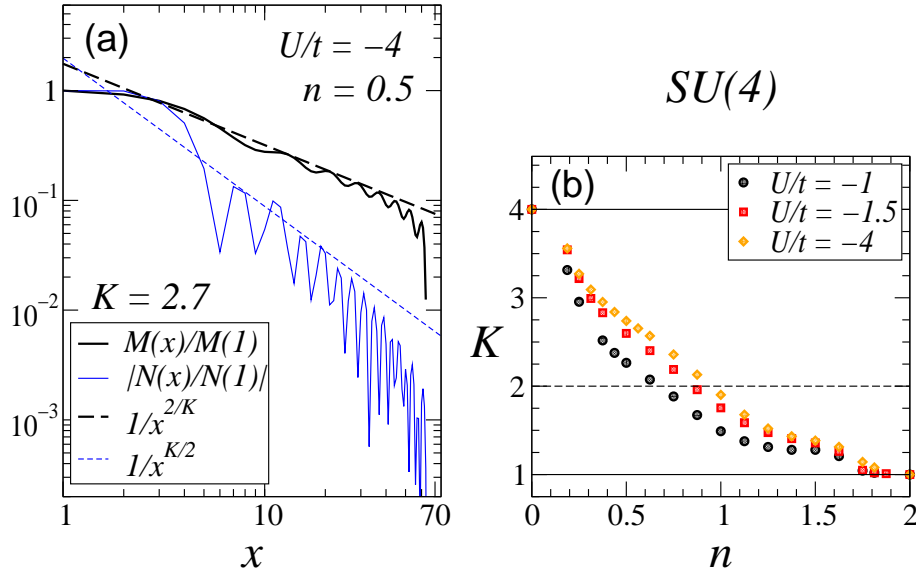 (a)
U/t = −4
n = 0.5
1
10^{-1}
10^{-2}
10^{-3}
K = 2.7
M(x)/M(1)
|N(x)/N(1)|
1/x^{2/K}
1/x^{K/2}
1
10
70
x
SU(4)
(b)
U/t = −1
U/t = −1.5
U/t = −4
4
K
2
1
0
0.5
1
1.5
2
n